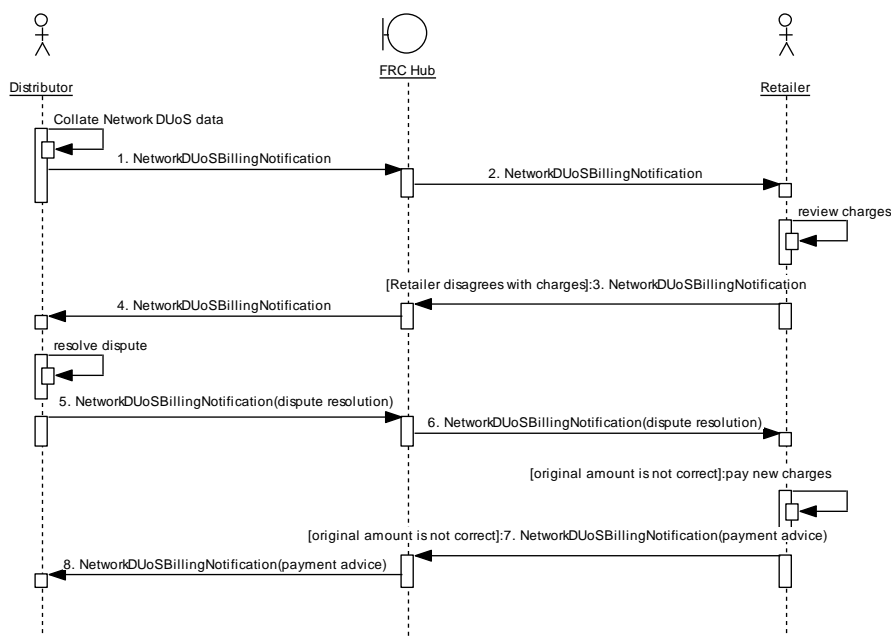 FRC Hub
Distributor
Retailer
Collate Network DUoS data
1. NetworkDUoSBillingNotification
2. NetworkDUoSBillingNotification
review charges
[Retailer disagrees with charges]:3. NetworkDUoSBillingNotification
4. NetworkDUoSBillingNotification
resolve dispute
5. NetworkDUoSBillingNotification(dispute resolution)
6. NetworkDUoSBillingNotification(dispute resolution)
[original amount is not correct]:pay new charges
[original amount is not correct]:7. NetworkDUoSBillingNotification(payment advice)
8. NetworkDUoSBillingNotification(payment advice)